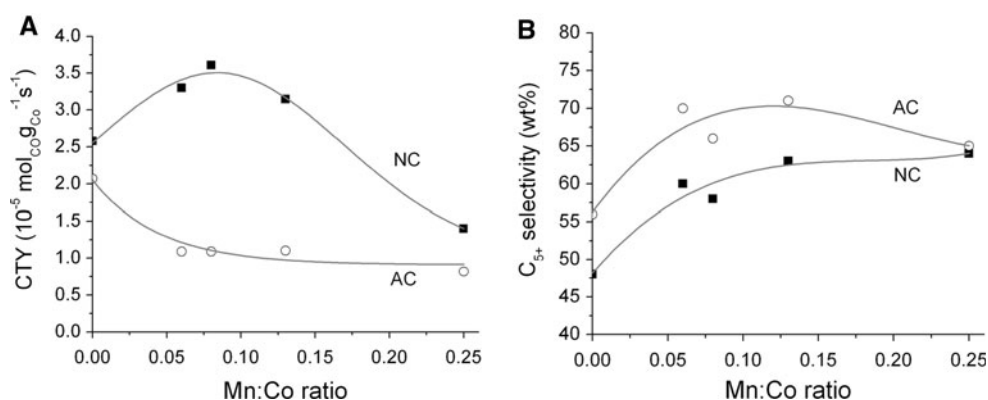 A
CTY (10⁻⁵ mol_CO g_Co⁻¹s⁻¹)
4.0
3.5
3.0
2.5
2.0
1.5
1.0
0.5
0.0
NC
AC
0.00 0.05 0.10 0.15 0.20 0.25
Mn:Co ratio
B
C₅₊ selectivity (wt%)
80
75
70
65
60
55
50
45
40
AC
NC
0.00 0.05 0.10 0.15 0.20 0.25
Mn:Co ratio